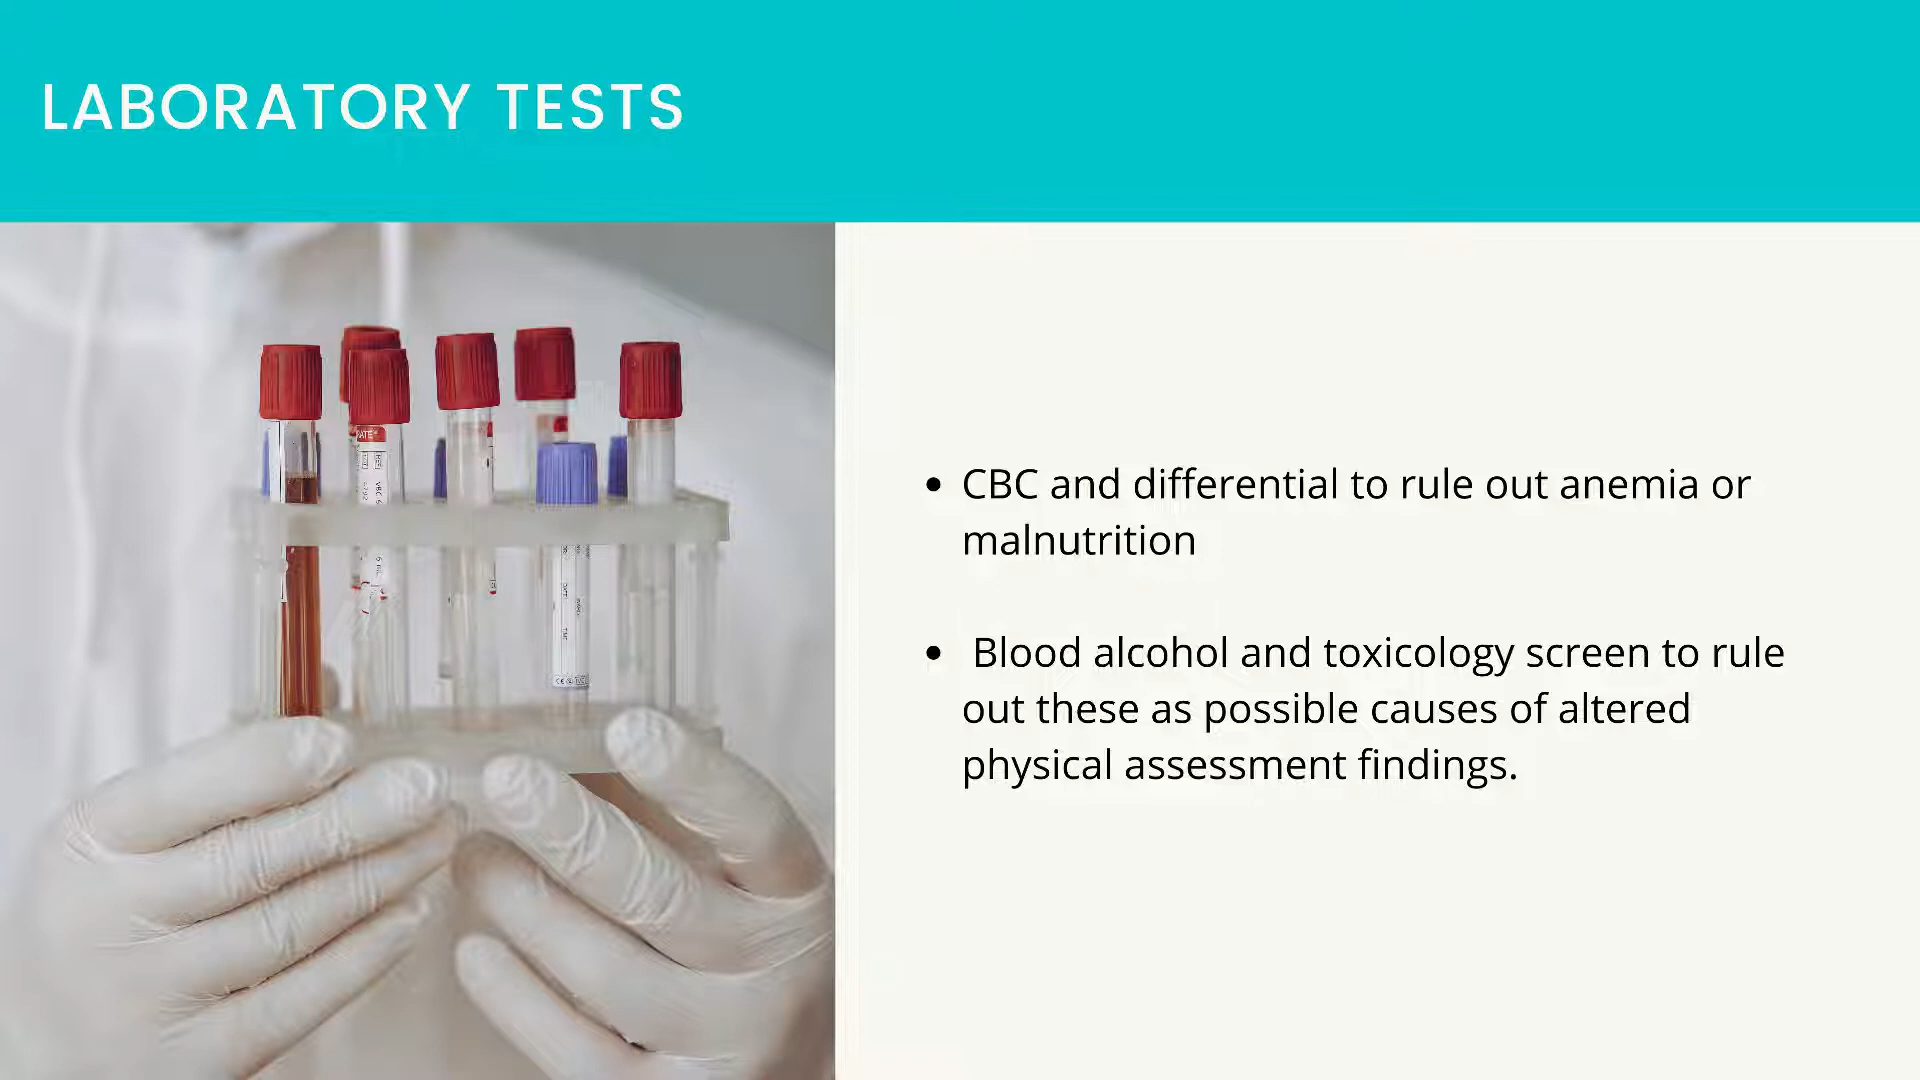 LABORATORY TESTS
• CBC and differential to rule out anemia or
malnutrition
• Blood alcohol and toxicology screen to rule
out these as possible causes of altered
physical assessment findings.